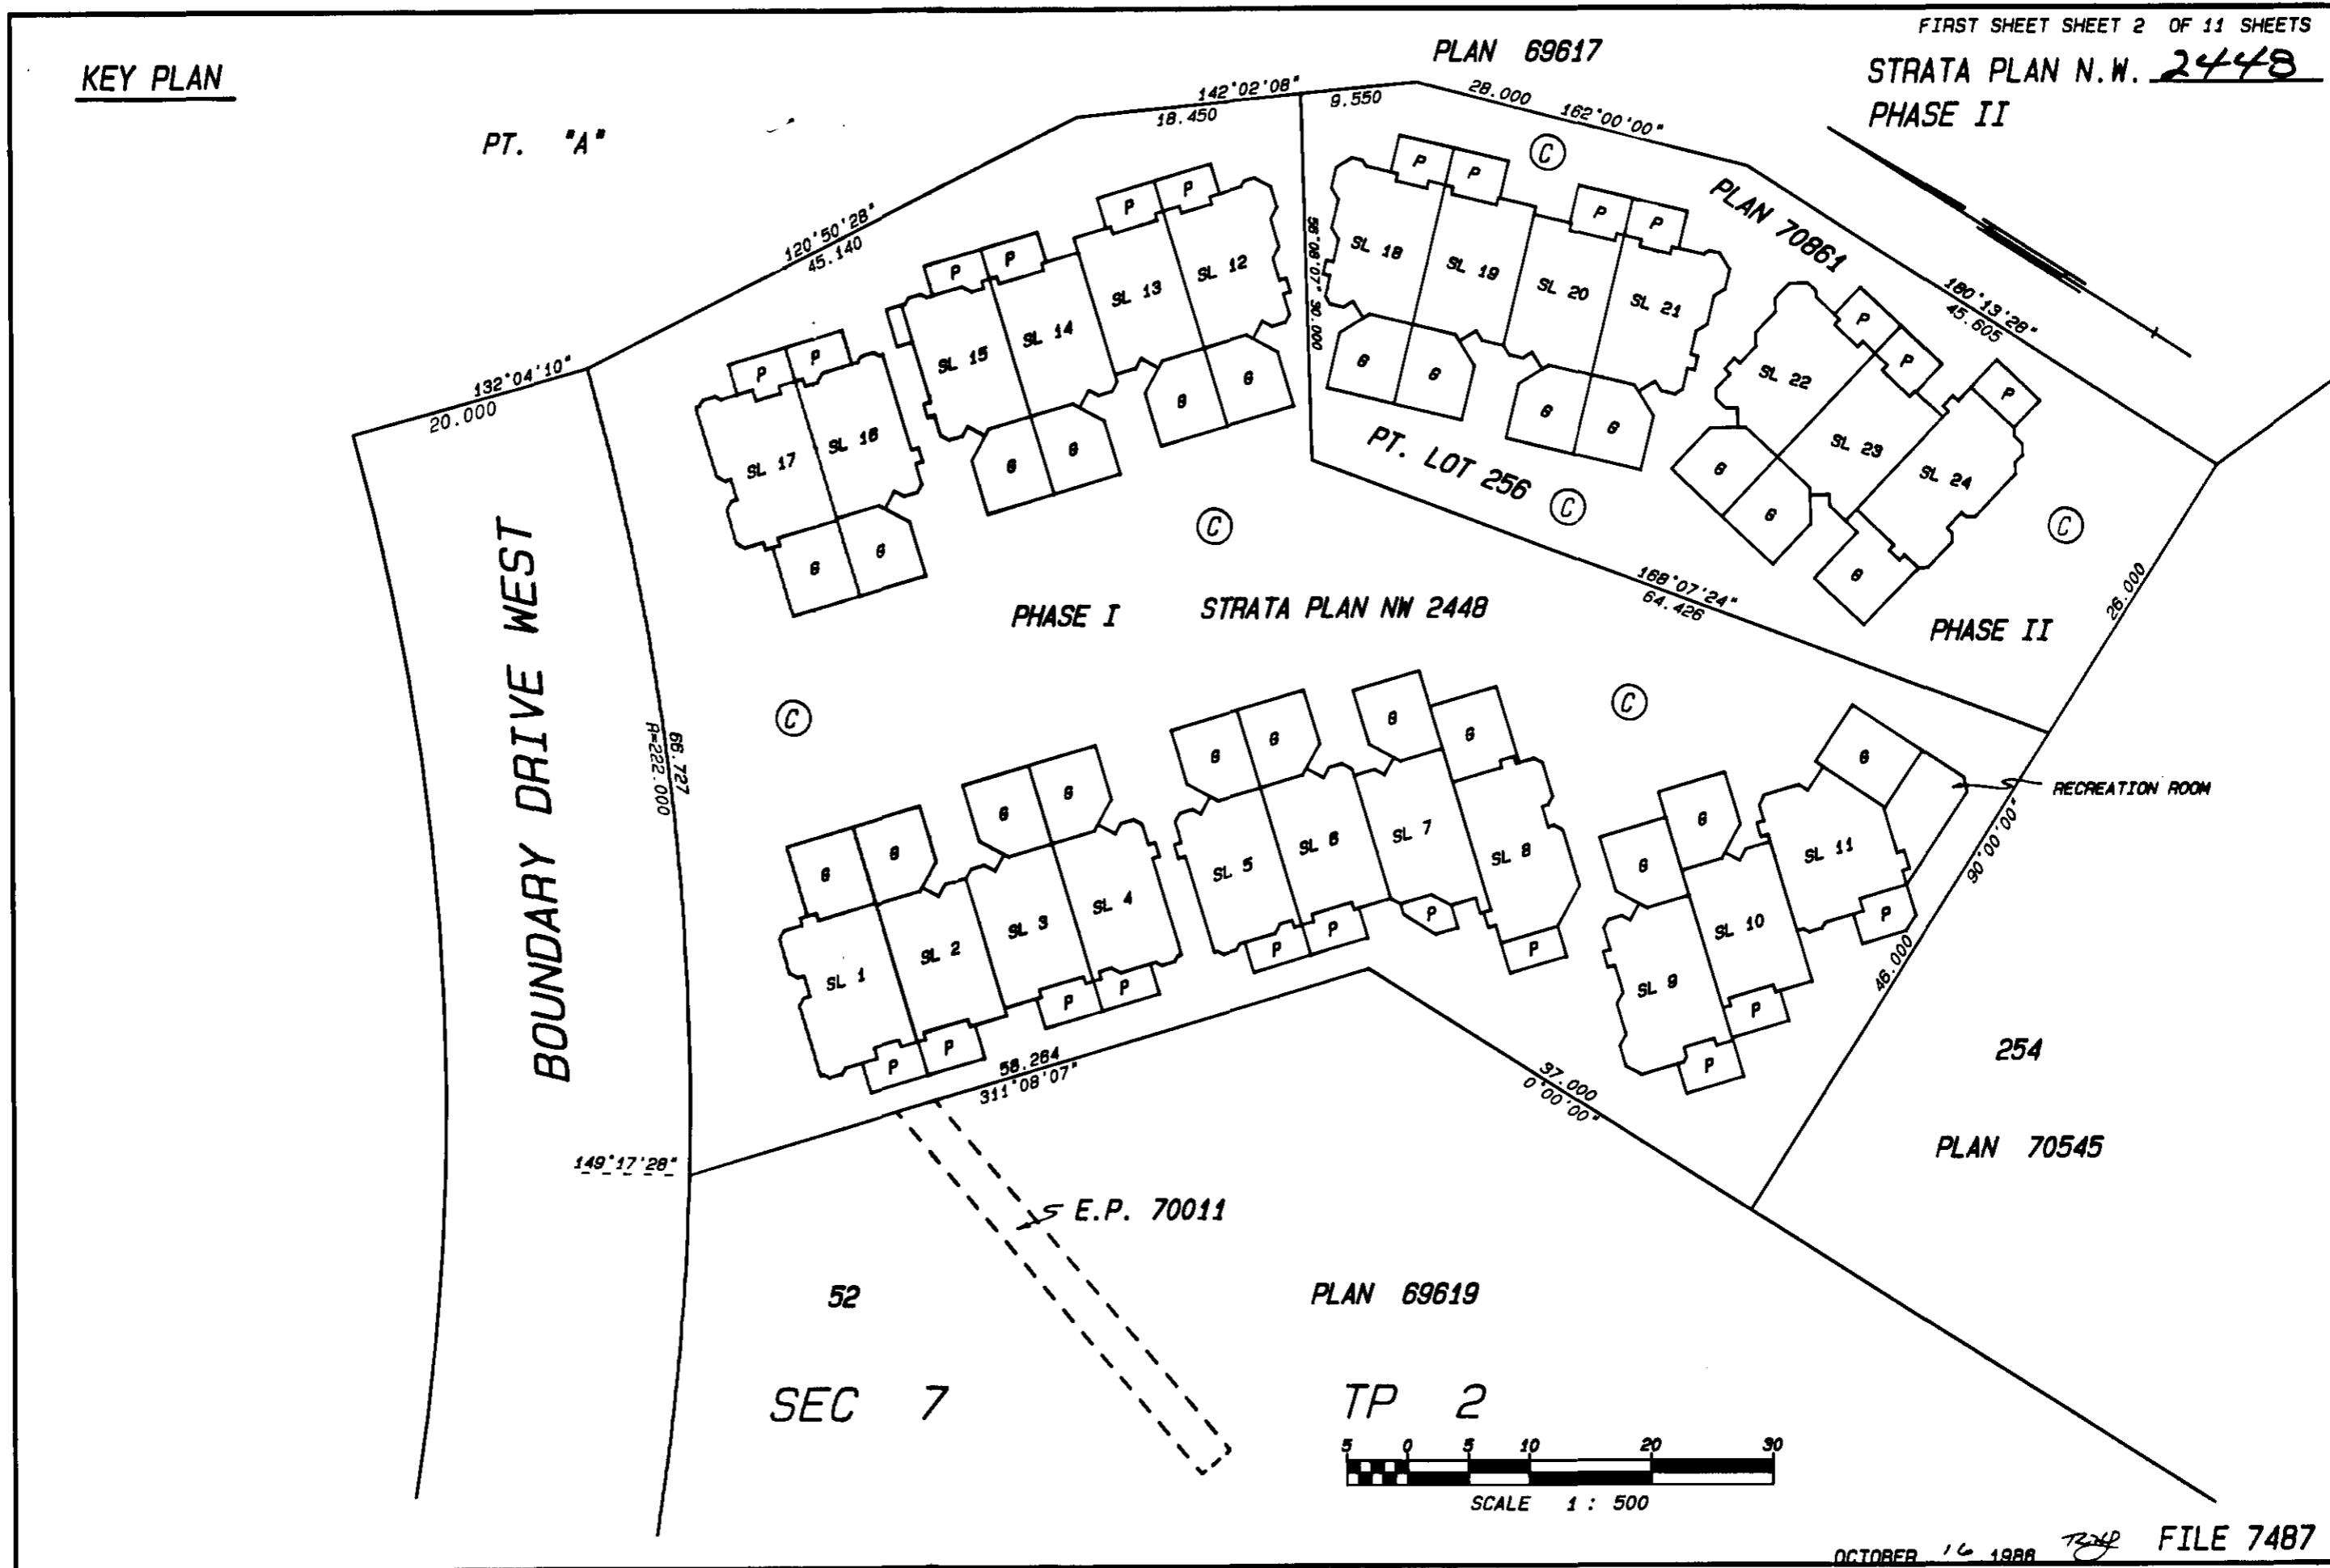 FIRST SHEET SHEET 2 OF 11 SHEETS
STRATA PLAN N.W. 2448
PHASE II
KEY PLAN
PT. "A"
PLAN 69617
142°02'08"
18.450
9.550
28.000
162°00'00"
PLAN 70861
180°13'28"
45.605
120°50'28"
45.140
132°04'10"
20.000
56°08'07" 30.000
C
P P
P P
P P
P P
P P
P P
P
SL 12
SL 13
SL 14
SL 15
SL 16
SL 17
SL 18
SL 19
SL 20
SL 21
SL 22
SL 23
SL 24
G G
G G
G G
G G
G G
G G
G
PT. LOT 256
C
C
C
168°07'24"
64.426
26.000
PHASE I
STRATA PLAN NW 2448
PHASE II
BOUNDARY DRIVE WEST
66.727
R=222.000
C
C
G G
G G
G G
G G
G G
G
RECREATION ROOM
90°00'00"
46.000
SL 1
SL 2
SL 3
SL 4
SL 5
SL 6
SL 7
SL 8
SL 9
SL 10
SL 11
P P
P P
P P
P
P
P
P
P
58.264
311°08'07"
37.000
0°00'00"
149°17'28"
254
PLAN 70545
E.P. 70011
52
PLAN 69619
SEC 7
TP 2
5 0 5 10 20 30
SCALE 1 : 500
OCTOBER 16 1988
FILE 7487